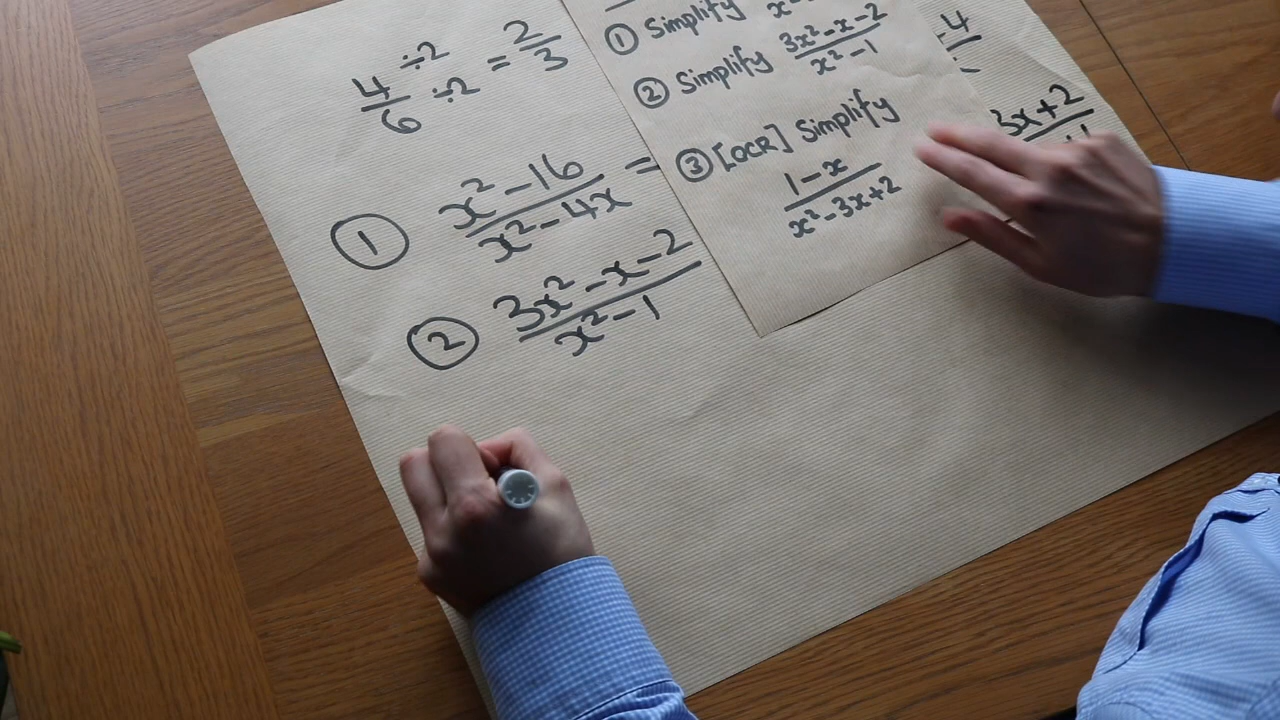 4/6 ÷2 ÷2 = 2/3
① x²-16 / x²-4x =
② 3x²-x-2 / x²-1
① Simplify
② Simplify 3x²-x-2 / x²-1
③ [OCR] Simplify
1-x / x²-3x+2
-4
3x+2